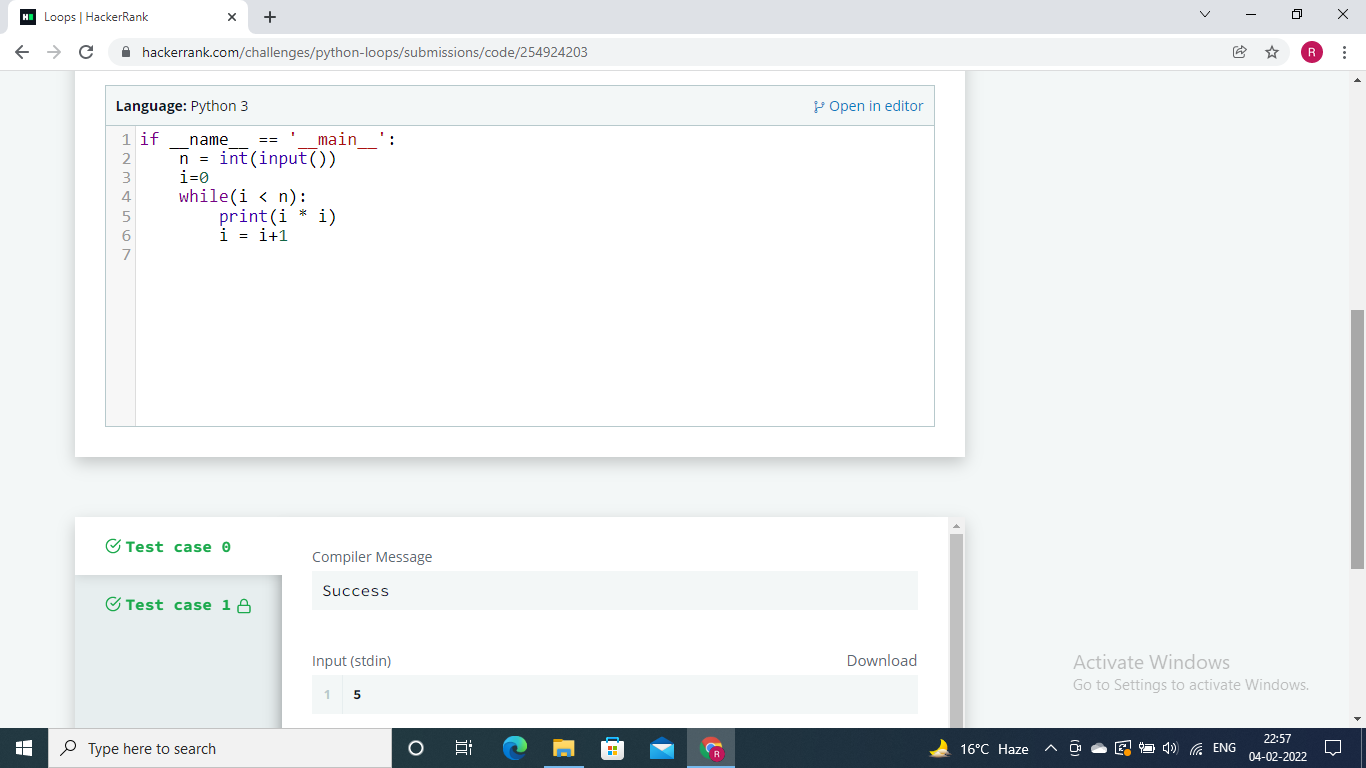 Loops | HackerRank
hackerrank.com/challenges/python-loops/submissions/code/254924203
R
Language: Python 3
Open in editor
1 if __name__ == '__main__':
2     n = int(input())
3     i=0
4     while(i < n):
5         print(i * i)
6         i = i+1
7
Test case 0
Test case 1
Compiler Message
Success
Input (stdin)
Download
1 5
Activate Windows
Go to Settings to activate Windows.
Type here to search
R
16°C Haze
ENG
22:57
04-02-2022